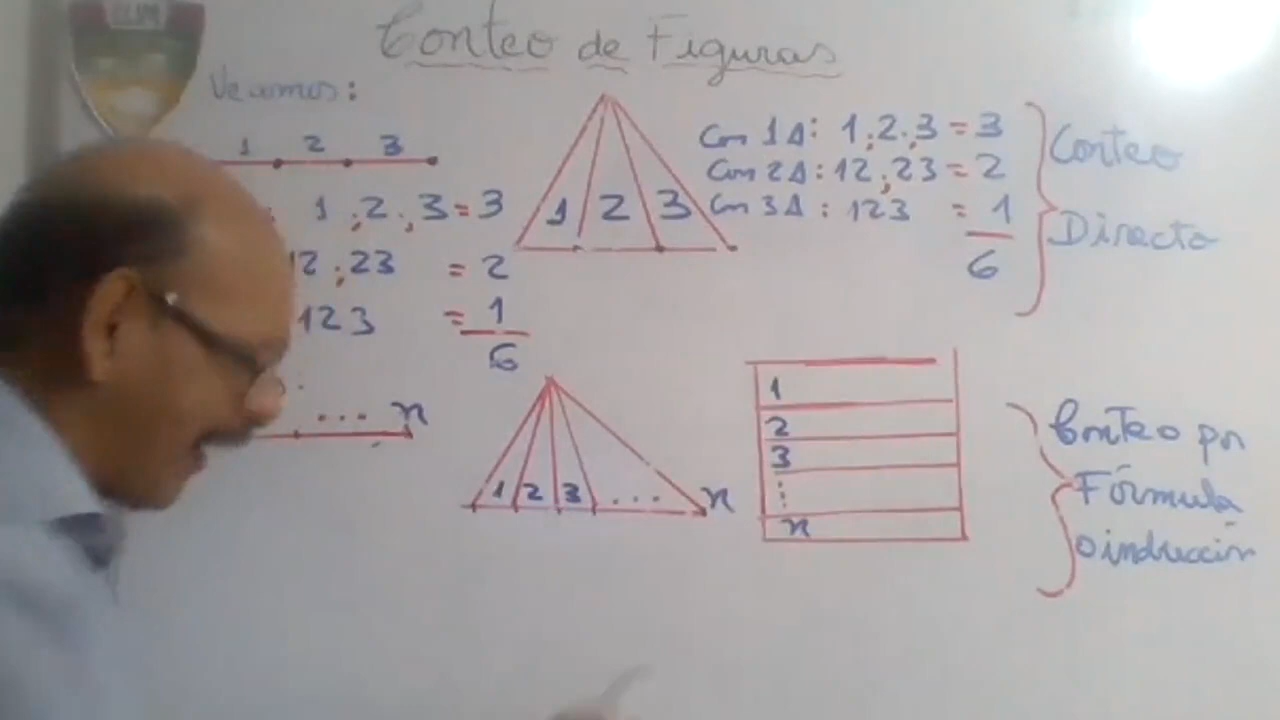 Conteo de Figuras
Veamos:
1 2 3
1 ; 2 ; 3 = 3
12 ; 23 = 2
123 = 1
6
... n
1 2 3
Con 1Δ: 1 ; 2 ; 3 = 3
Con 2Δ: 12 ; 23 = 2
Con 3Δ: 123 = 1
6
Conteo
Directo
1 2 3 ... n
1
2
3
⋮
n
Conteo por
Fórmula
o inducción